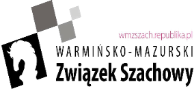 wmzszach.republika.pl
WARMIŃSKO-MAZURSKI
Związek Szachowy